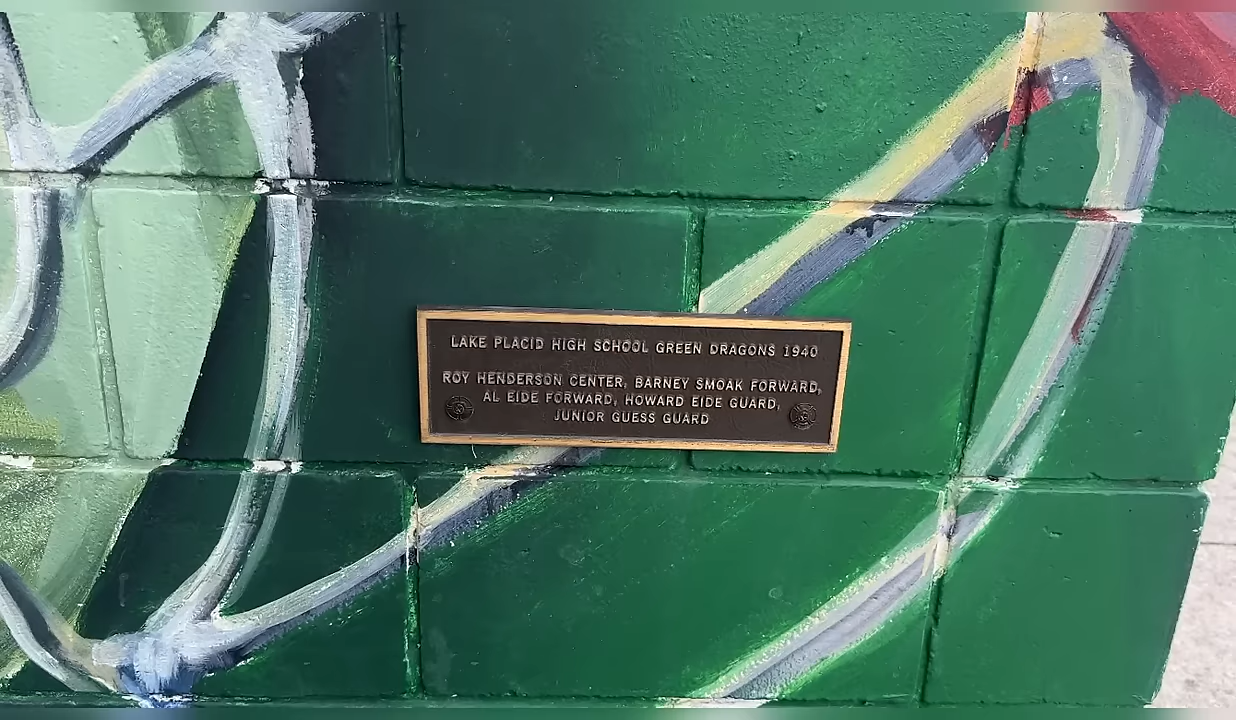 LAKE PLACID HIGH SCHOOL GREEN DRAGONS 1940
ROY HENDERSON CENTER, BARNEY SMOAK FORWARD,
AL EIDE FORWARD, HOWARD EIDE GUARD,
JUNIOR GUESS GUARD